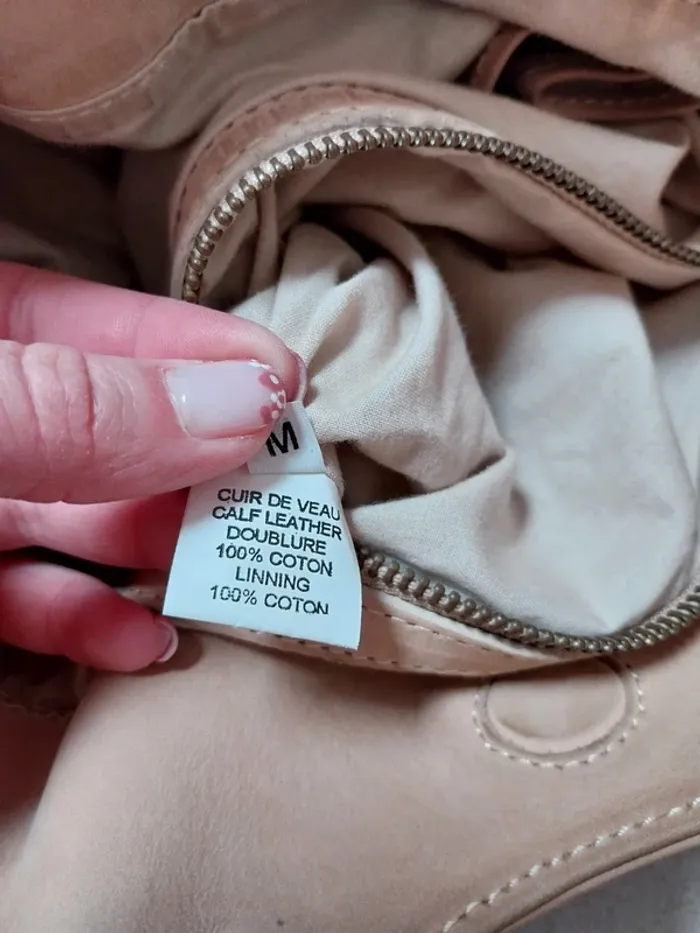 M
CUIR DE VEAU
CALF LEATHER
DOUBLURE
100% COTON
LINNING
100% COTON